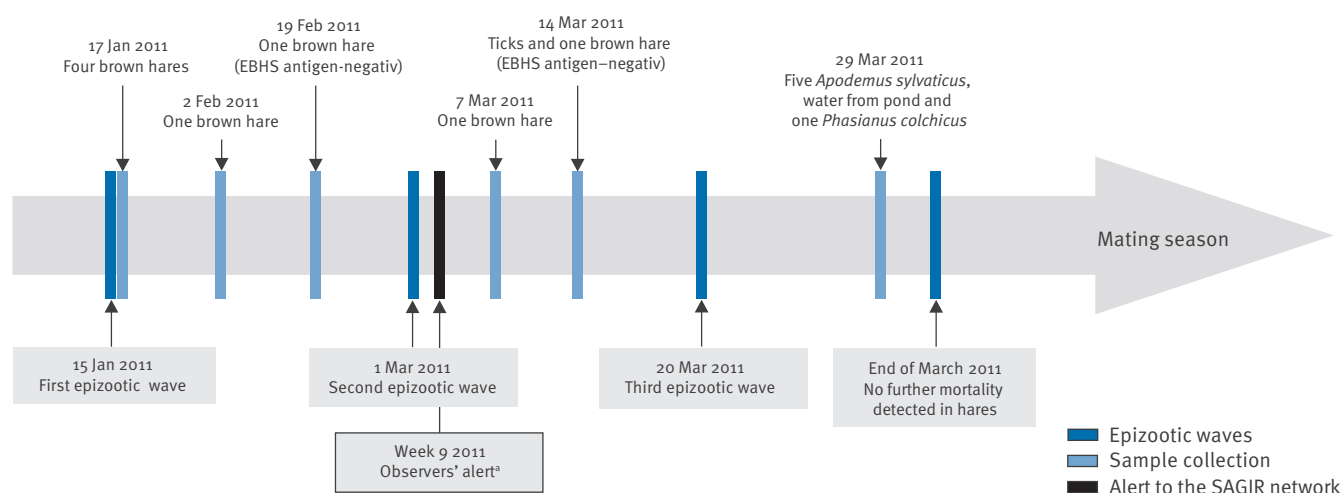 17 Jan 2011
Four brown hares
2 Feb 2011
One brown hare
19 Feb 2011
One brown hare
(EBHS antigen-negativ)
7 Mar 2011
One brown hare
14 Mar 2011
Ticks and one brown hare
(EBHS antigen–negativ)
29 Mar 2011
Five Apodemus sylvaticus,
water from pond and
one Phasianus colchicus
Mating season
15 Jan 2011
First epizootic wave
1 Mar 2011
Second epizootic wave
Week 9 2011
Observers' alertᵃ
20 Mar 2011
Third epizootic wave
End of March 2011
No further mortality
detected in hares
Epizootic waves
Sample collection
Alert to the SAGIR network